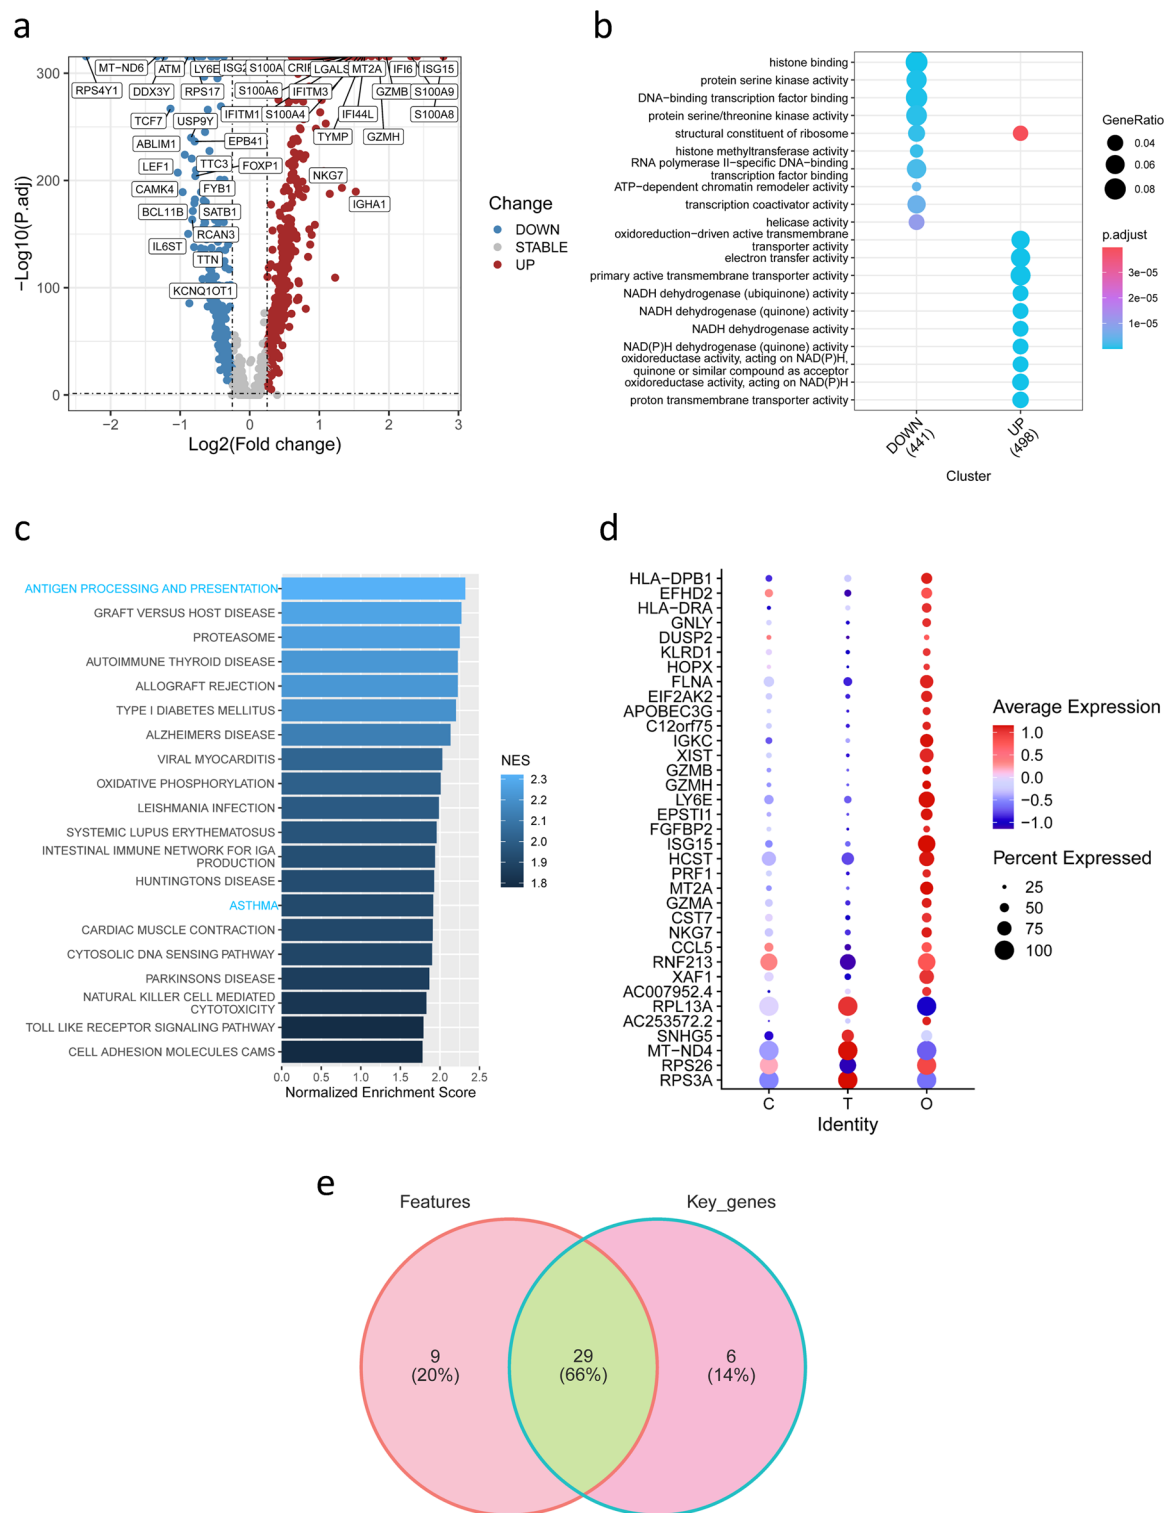 a
MT−ND6
ATM
LY6E
ISG2
S100A
CRIP
LGALS
MT2A
IFI6
ISG15
RPS4Y1
DDX3Y
RPS17
S100A6
IFITM3
GZMB
S100A9
TCF7
USP9Y
IFITM1
S100A4
IFI44L
S100A8
ABLIM1
EPB41
TYMP
GZMH
LEF1
TTC3
FOXP1
NKG7
CAMK4
FYB1
IGHA1
BCL11B
SATB1
RCAN3
IL6ST
TTN
KCNQ1OT1
300
200
100
0
−Log10(P.adj)
−2
−1
0
1
2
3
Log2(Fold change)
Change
DOWN
STABLE
UP
b
histone binding
protein serine kinase activity
DNA-binding transcription factor binding
protein serine/threonine kinase activity
structural constituent of ribosome
histone methyltransferase activity
RNA polymerase II-specific DNA-binding
transcription factor binding
ATP-dependent chromatin remodeler activity
transcription coactivator activity
helicase activity
oxidoreduction-driven active transmembrane
transporter activity
electron transfer activity
primary active transmembrane transporter activity
NADH dehydrogenase (ubiquinone) activity
NADH dehydrogenase (quinone) activity
NADH dehydrogenase activity
NAD(P)H dehydrogenase (quinone) activity
oxidoreductase activity, acting on NAD(P)H,
quinone or similar compound as acceptor
oxidoreductase activity, acting on NAD(P)H
proton transmembrane transporter activity
DOWN
(441)
UP
(498)
Cluster
GeneRatio
0.04
0.06
0.08
p.adjust
3e-05
2e-05
1e-05
c
ANTIGEN PROCESSING AND PRESENTATION
GRAFT VERSUS HOST DISEASE
PROTEASOME
AUTOIMMUNE THYROID DISEASE
ALLOGRAFT REJECTION
TYPE I DIABETES MELLITUS
ALZHEIMERS DISEASE
VIRAL MYOCARDITIS
OXIDATIVE PHOSPHORYLATION
LEISHMANIA INFECTION
SYSTEMIC LUPUS ERYTHEMATOSUS
INTESTINAL IMMUNE NETWORK FOR IGA
PRODUCTION
HUNTINGTONS DISEASE
ASTHMA
CARDIAC MUSCLE CONTRACTION
CYTOSOLIC DNA SENSING PATHWAY
PARKINSONS DISEASE
NATURAL KILLER CELL MEDIATED
CYTOTOXICITY
TOLL LIKE RECEPTOR SIGNALING PATHWAY
CELL ADHESION MOLECULES CAMS
0.0
0.5
1.0
1.5
2.0
2.5
Normalized Enrichment Score
NES
2.3
2.2
2.1
2.0
1.9
1.8
d
HLA−DPB1
EFHD2
HLA−DRA
GNLY
DUSP2
KLRD1
HOPX
FLNA
EIF2AK2
APOBEC3G
C12orf75
IGKC
XIST
GZMB
GZMH
LY6E
EPSTI1
FGFBP2
ISG15
HCST
PRF1
MT2A
GZMA
CST7
NKG7
CCL5
RNF213
XAF1
AC007952.4
RPL13A
AC253572.2
SNHG5
MT−ND4
RPS26
RPS3A
C
T
O
Identity
Average Expression
1.0
0.5
0.0
−0.5
−1.0
Percent Expressed
25
50
75
100
e
Features
Key_genes
9
(20%)
29
(66%)
6
(14%)